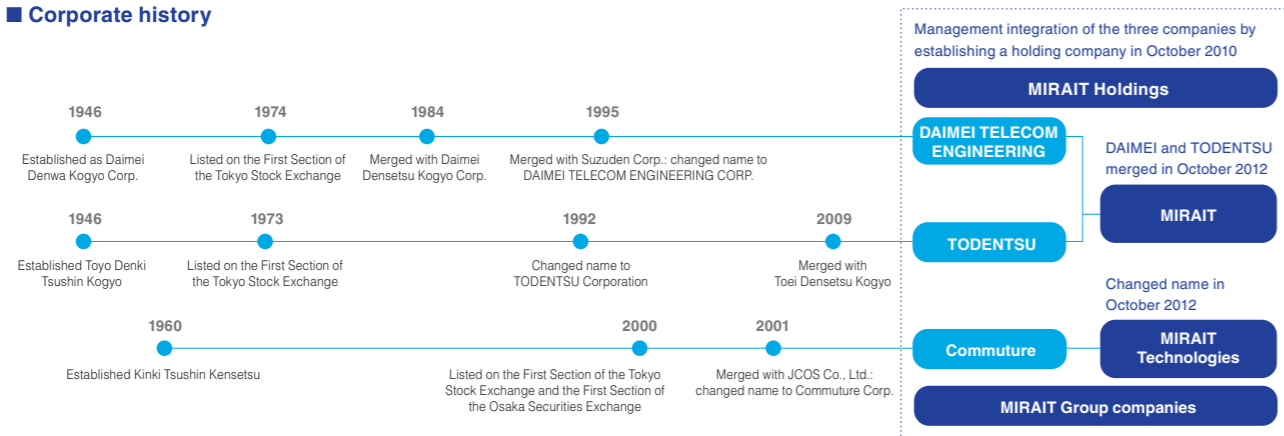 ■ Corporate history
Management integration of the three companies by
establishing a holding company in October 2010
MIRAIT Holdings
1946
1974
1984
1995
Established as Daimei
Denwa Kogyo Corp.
Listed on the First Section of
the Tokyo Stock Exchange
Merged with Daimei
Densetsu Kogyo Corp.
Merged with Suzuden Corp.: changed name to
DAIMEI TELECOM ENGINEERING CORP.
DAIMEI TELECOM
ENGINEERING
DAIMEI and TODENTSU
merged in October 2012
MIRAIT
1946
1973
1992
2009
Established Toyo Denki
Tsushin Kogyo
Listed on the First Section of
the Tokyo Stock Exchange
Changed name to
TODENTSU Corporation
Merged with
Toei Densetsu Kogyo
TODENTSU
Changed name in
October 2012
1960
2000
2001
Established Kinki Tsushin Kensetsu
Listed on the First Section of the Tokyo
Stock Exchange and the First Section of
the Osaka Securities Exchange
Merged with JCOS Co., Ltd.:
changed name to Commuture Corp.
Commuture
MIRAIT
Technologies
MIRAIT Group companies